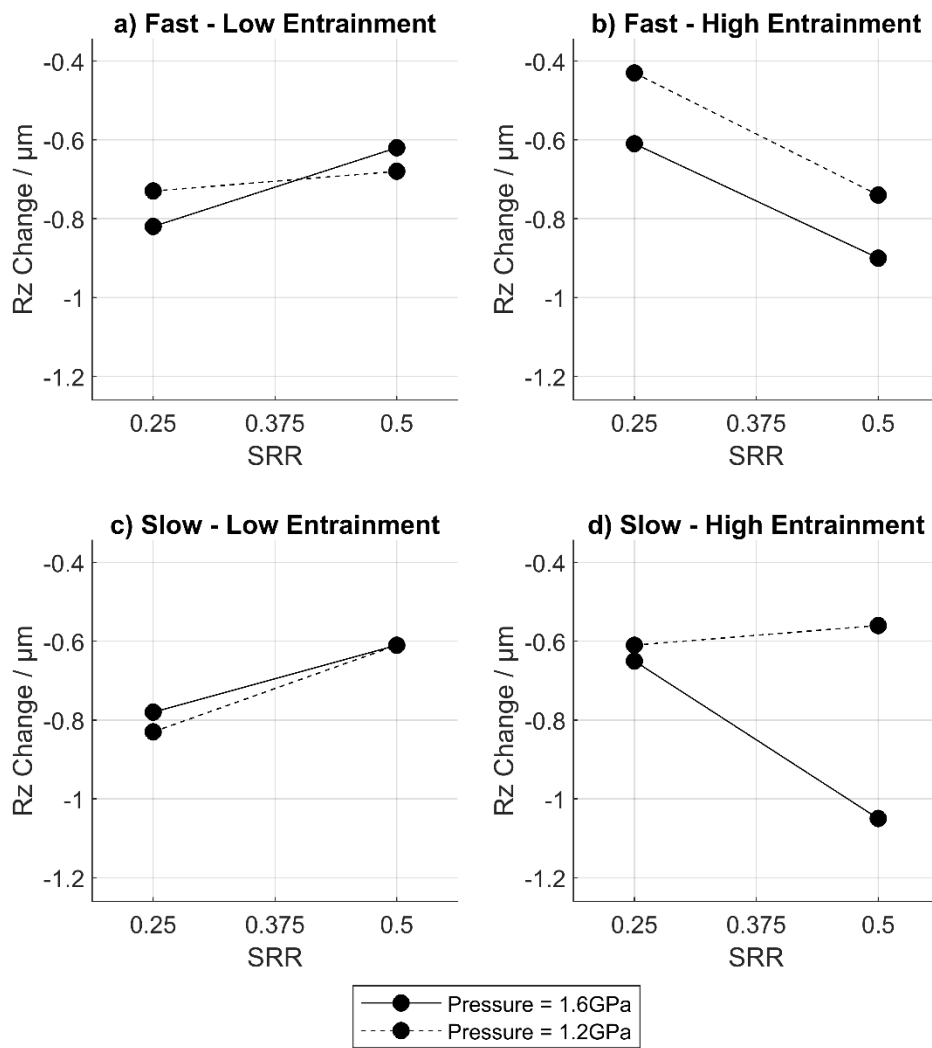 a) Fast - Low Entrainment
-0.4
-0.6
-0.8
-1
-1.2
Rz Change / µm
0.25 0.375 0.5
SRR
b) Fast - High Entrainment
-0.4
-0.6
-0.8
-1
-1.2
Rz Change / µm
0.25 0.375 0.5
SRR
c) Slow - Low Entrainment
-0.4
-0.6
-0.8
-1
-1.2
Rz Change / µm
0.25 0.375 0.5
SRR
d) Slow - High Entrainment
-0.4
-0.6
-0.8
-1
-1.2
Rz Change / µm
0.25 0.375 0.5
SRR
Pressure = 1.6GPa
Pressure = 1.2GPa